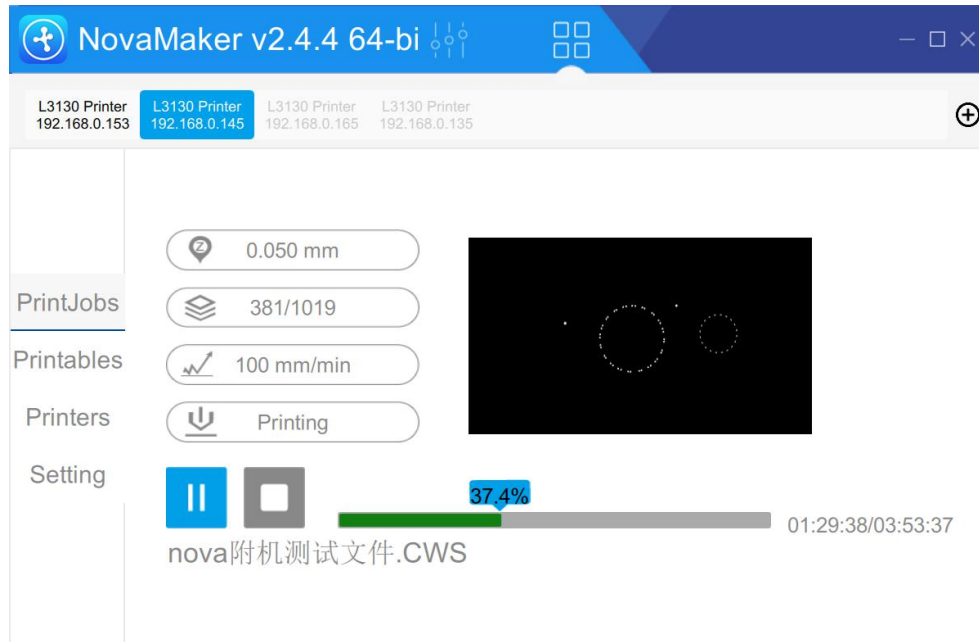 NovaMaker v2.4.4 64-bi
L3130 Printer
192.168.0.153
L3130 Printer
192.168.0.145
L3130 Printer
192.168.0.165
L3130 Printer
192.168.0.135
0.050 mm
PrintJobs
381/1019
Printables
100 mm/min
Printers
Printing
Setting
37.4%
01:29:38/03:53:37
nova附机测试文件.CWS